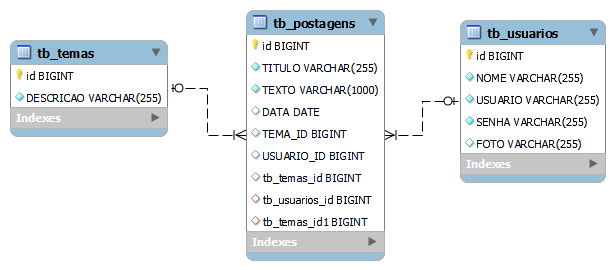 tb_temas
id BIGINT
DESCRICAO VARCHAR(255)
Indexes
tb_postagens
id BIGINT
TITULO VARCHAR(255)
TEXTO VARCHAR(1000)
DATA DATE
TEMA_ID BIGINT
USUARIO_ID BIGINT
tb_temas_id BIGINT
tb_usuarios_id BIGINT
tb_temas_id1 BIGINT
Indexes
tb_usuarios
id BIGINT
NOME VARCHAR(255)
USUARIO VARCHAR(255)
SENHA VARCHAR(255)
FOTO VARCHAR(255)
Indexes